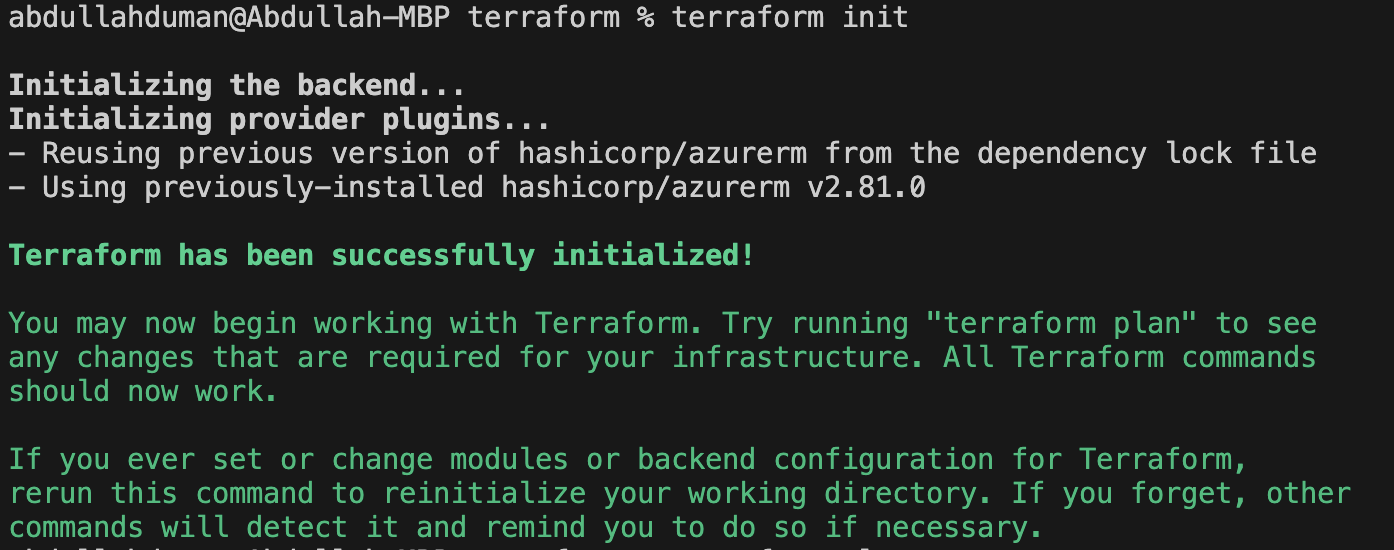 abdullahduman@Abdullah-MBP terraform % terraform init
Initializing the backend...
Initializing provider plugins...
- Reusing previous version of hashicorp/azurerm from the dependency lock file
- Using previously-installed hashicorp/azurerm v2.81.0
Terraform has been successfully initialized!
You may now begin working with Terraform. Try running "terraform plan" to see
any changes that are required for your infrastructure. All Terraform commands
should now work.
If you ever set or change modules or backend configuration for Terraform,
rerun this command to reinitialize your working directory. If you forget, other
commands will detect it and remind you to do so if necessary.